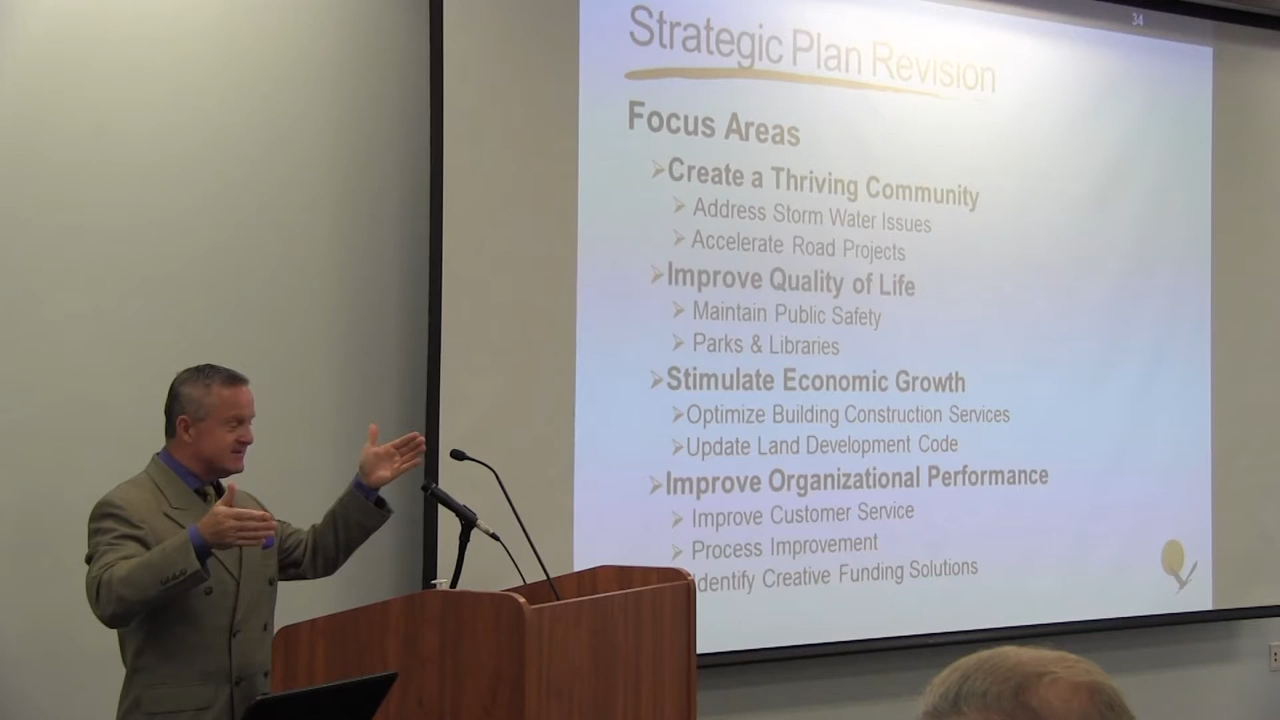 34
Strategic Plan Revision
Focus Areas
➢Create a Thriving Community
➢ Address Storm Water Issues
➢ Accelerate Road Projects
➢Improve Quality of Life
➢ Maintain Public Safety
➢ Parks & Libraries
➢Stimulate Economic Growth
➢Optimize Building Construction Services
➢Update Land Development Code
➢Improve Organizational Performance
➢ Improve Customer Service
➢ Process Improvement
dentify Creative Funding Solutions